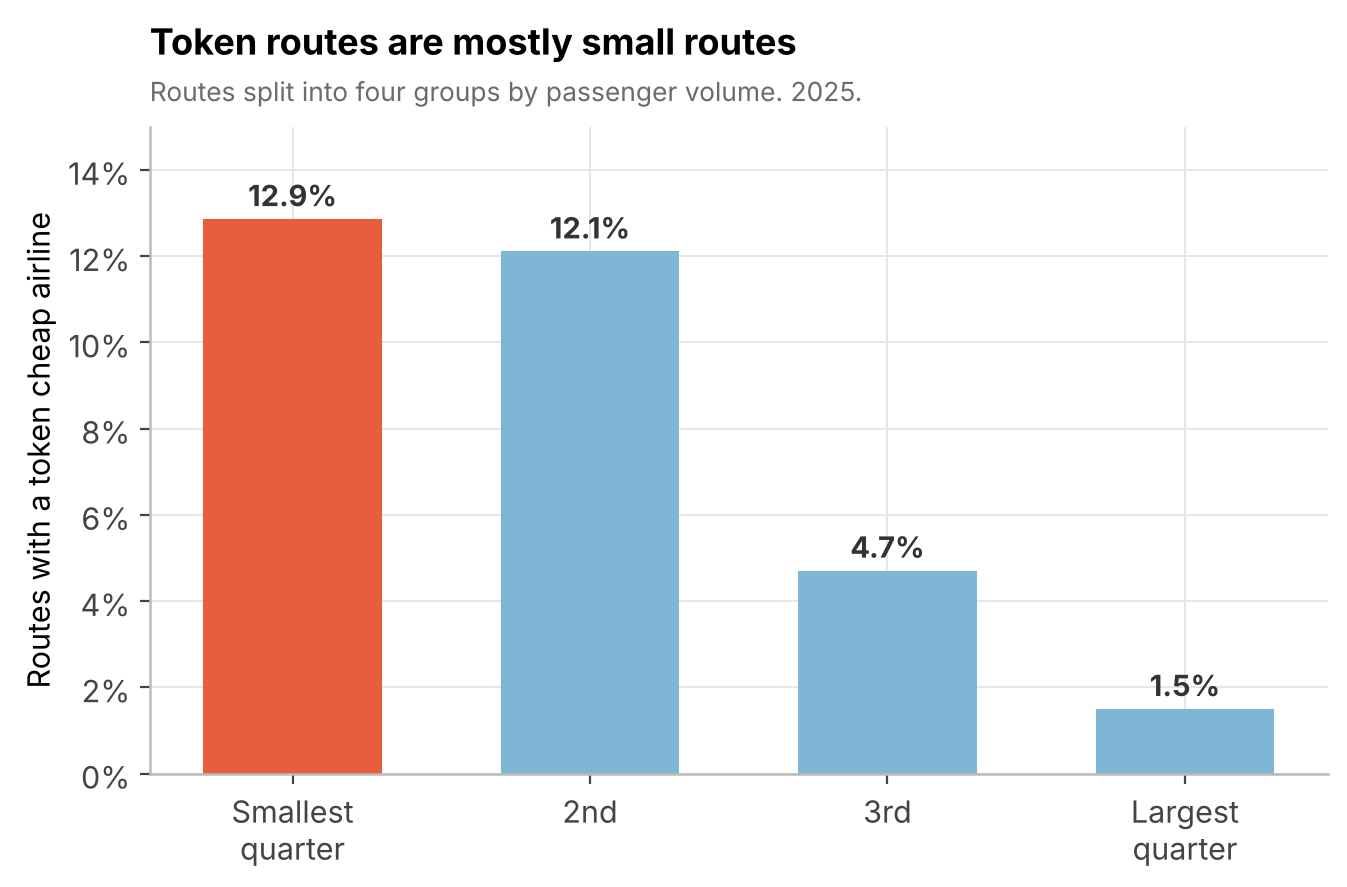 Token routes are mostly small routes
Routes split into four groups by passenger volume. 2025.
Routes with a token cheap airline
14%
12%
10%
8%
6%
4%
2%
0%
12.9%
12.1%
4.7%
1.5%
Smallest
quarter
2nd
3rd
Largest
quarter